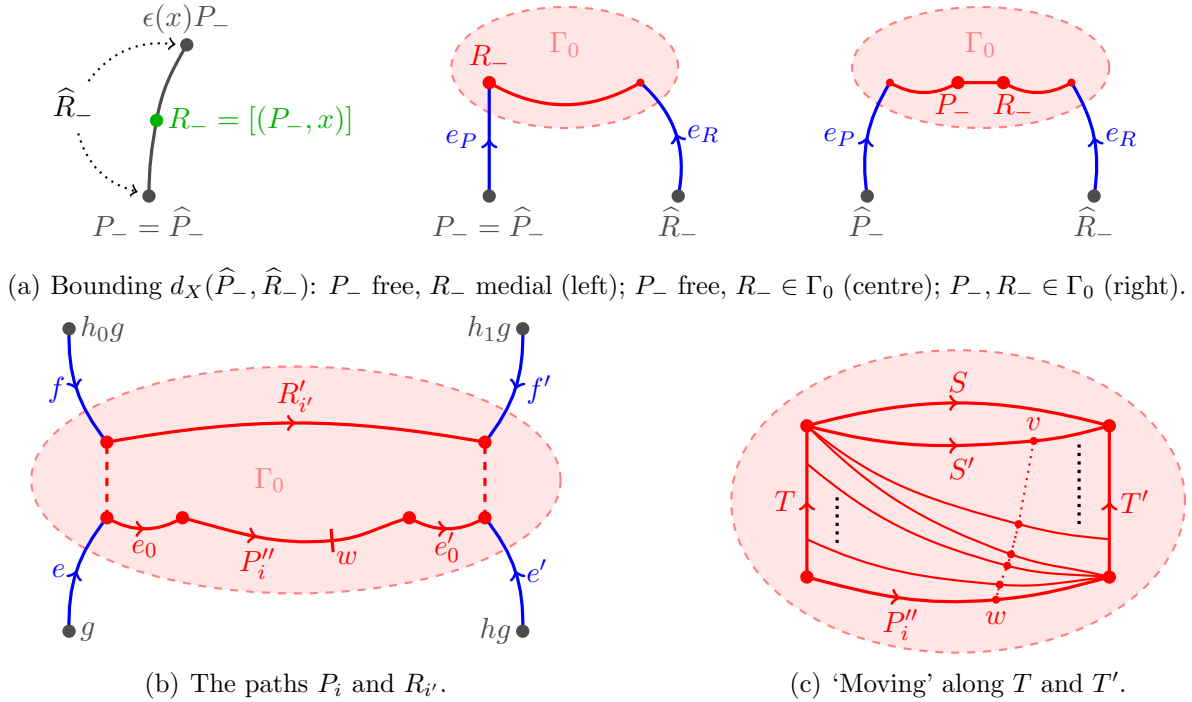 ϵ(x)P₋
R̂₋
R₋ = [(P₋, x)]
P₋ = P̂₋
Γ₀
R₋
e_P
e_R
P₋ = P̂₋
R̂₋
Γ₀
P₋
R₋
e_P
e_R
P̂₋
R̂₋
(a) Bounding d_X(P̂₋, R̂₋): P₋ free, R₋ medial (left); P₋ free, R₋ ∈ Γ₀ (centre); P₋, R₋ ∈ Γ₀ (right).
h₀g
h₁g
f
R′_{i′}
f′
Γ₀
e₀
P″_i
w
e′₀
e
e′
g
hg
(b) The paths P_i and R_{i′}.
S
v
S′
T
T′
P″_i
w
(c) ‘Moving’ along T and T′.